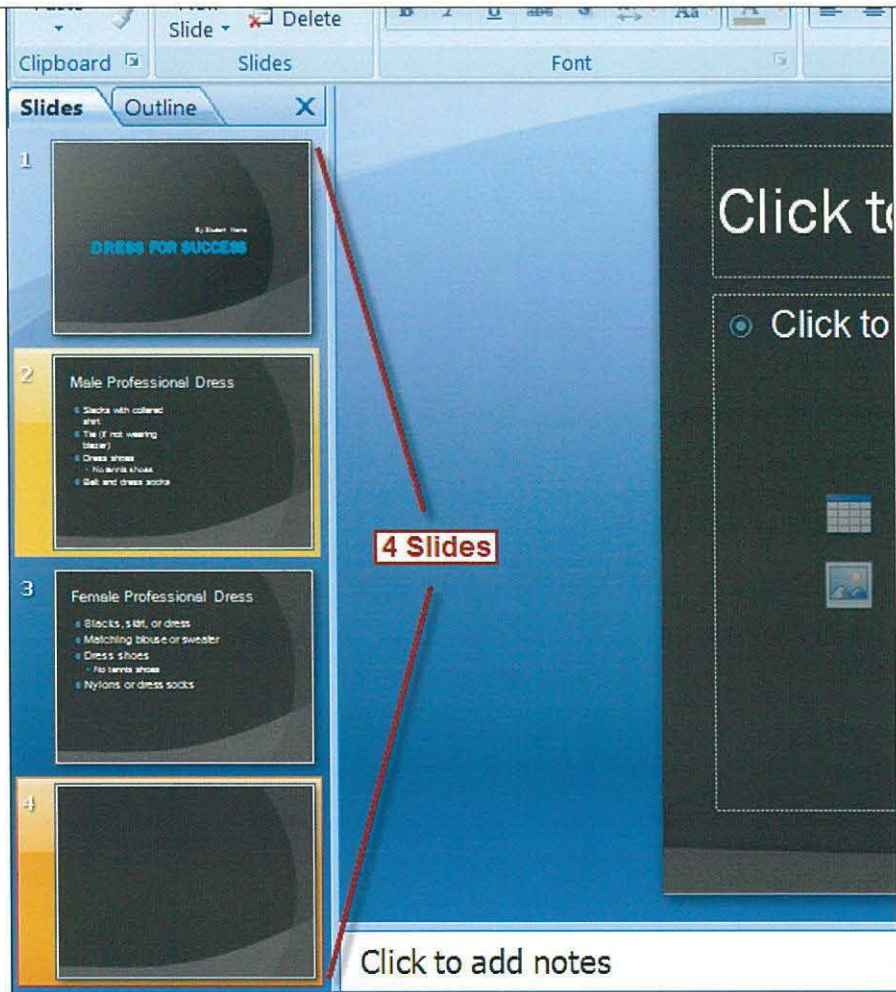 Slide
Delete
B I U abc S Aa A
Clipboard
Slides
Font
Slides
Outline
X
1
By Student Name
DRESS FOR SUCCESS
2
Male Professional Dress
Slacks with collared
shirt
Tie (if not wearing
blazer)
Dress shoes
No tennis shoes
Belt and dress socks
3
Female Professional Dress
Slacks, skirt, or dress
Matching blouse or sweater
Dress shoes
No tennis shoes
Nylons or dress socks
4
4 Slides
Click to
Click to
Click to add notes